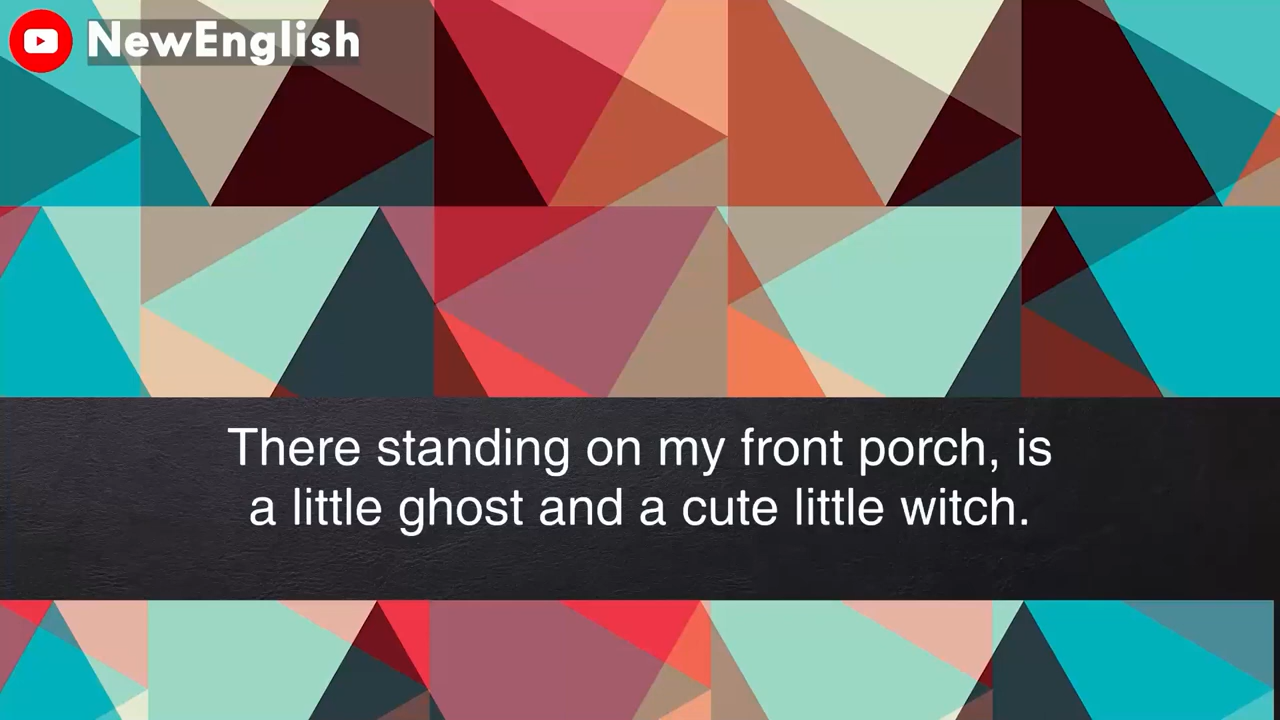 NewEnglish
There standing on my front porch, is
a little ghost and a cute little witch.